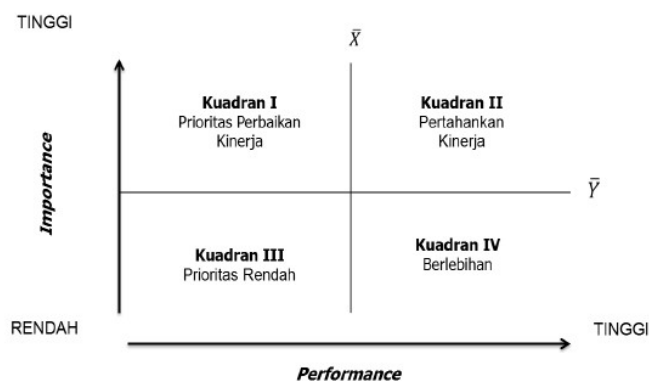 TINGGI
X̄
Kuadran I
Prioritas Perbaikan
Kinerja
Kuadran II
Pertahankan
Kinerja
Importance
Ȳ
Kuadran III
Prioritas Rendah
Kuadran IV
Berlebihan
RENDAH
TINGGI
Performance